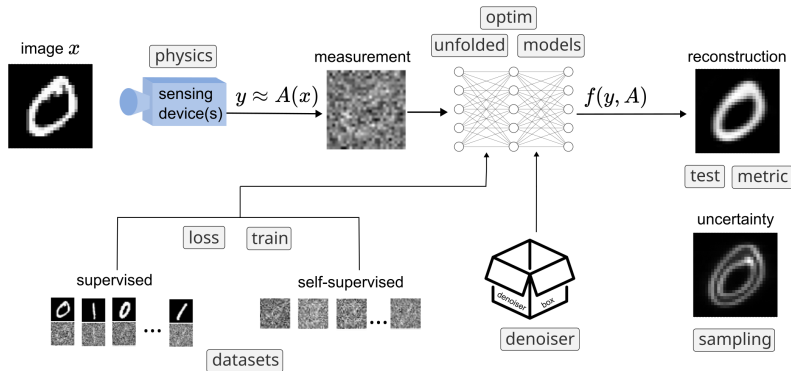 optim
unfolded models
image x
physics
measurement
reconstruction
sensing
device(s)
y ≈ A(x)
f(y, A)
test metric
loss train
uncertainty
supervised
self-supervised
denoiser box
...
...
datasets
denoiser
sampling